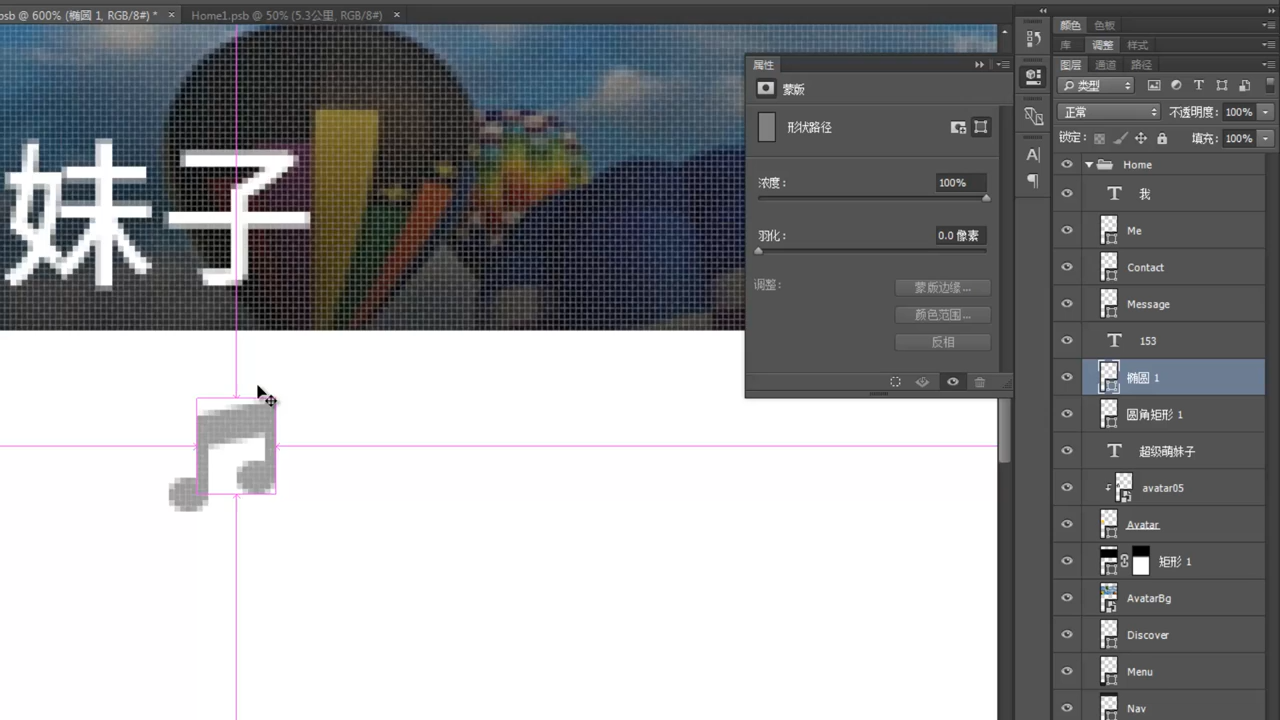 psb @ 600% (椭圆 1, RGB/8#) * ×
Home1.psb @ 50% (5.3公里, RGB/8#) ×
妹子
属性
蒙版
形状路径
浓度: 100%
羽化: 0.0 像素
调整:
蒙版边缘...
颜色范围...
反相
颜色 色板
库 调整 样式
图层 通道 路径
类型
正常 不透明度: 100%
锁定: 填充: 100%
Home
我
Me
Contact
Message
153
椭圆 1
圆角矩形 1
超级萌妹子
avatar05
Avatar
矩形 1
AvatarBg
Discover
Menu
Nav